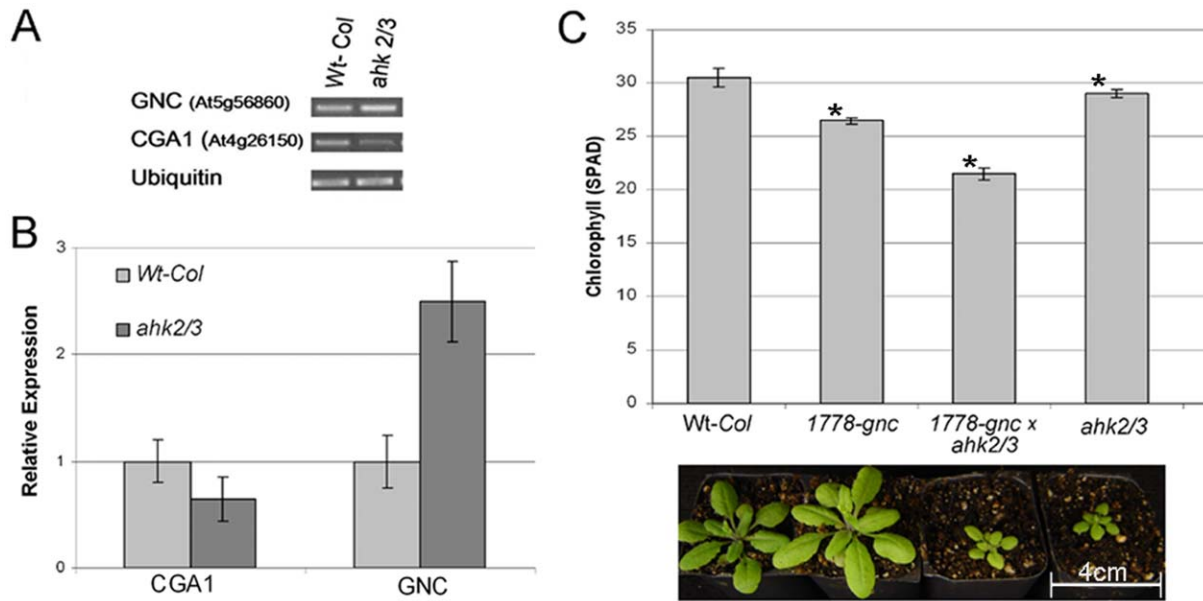 A
Wt-Col
ahk 2/3
GNC (At5g56860)
CGA1 (At4g26150)
Ubiquitin
B
Relative Expression
3
2
1
0
Wt-Col
ahk2/3
CGA1
GNC
C
Chlorophyll (SPAD)
35
30
25
20
15
10
5
0
*
*
*
Wt-Col
1778-gnc
1778-gnc x
ahk2/3
ahk2/3
4cm